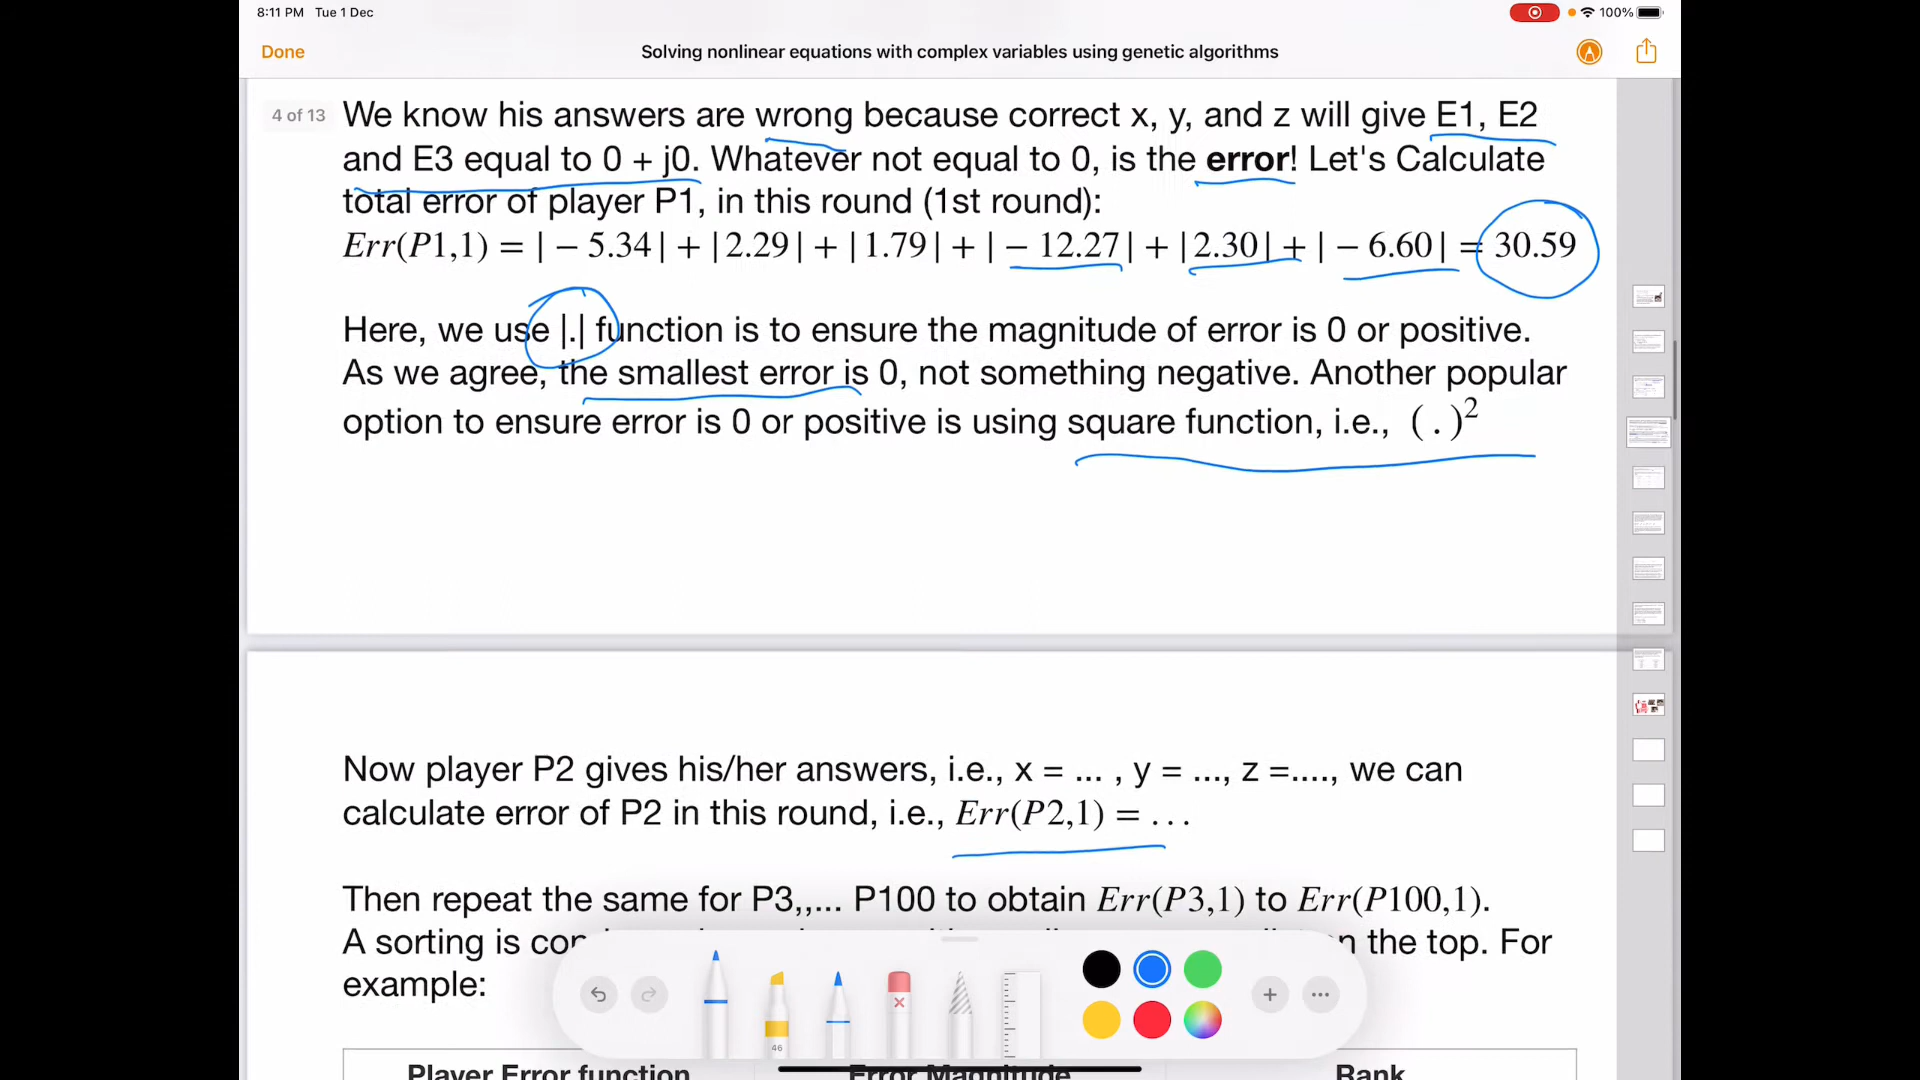 8:11 PM Tue 1 Dec
100%
Done
Solving nonlinear equations with complex variables using genetic algorithms
4 of 13
We know his answers are wrong because correct x, y, and z will give E1, E2
and E3 equal to 0 + j0. Whatever not equal to 0, is the error! Let's Calculate
total error of player P1, in this round (1st round):
Err(P1,1) = | − 5.34| + |2.29| + |1.79| + | − 12.27| + |2.30| + | − 6.60| = 30.59
Here, we use |.| function is to ensure the magnitude of error is 0 or positive.
As we agree, the smallest error is 0, not something negative. Another popular
option to ensure error is 0 or positive is using square function, i.e., ( . )²
Now player P2 gives his/her answers, i.e., x = ... , y = ..., z =...., we can
calculate error of P2 in this round, i.e., Err(P2,1) = . . .
Then repeat the same for P3,,... P100 to obtain Err(P3,1) to Err(P100,1).
A sorting is on the top. For
example:
46
Player Error function Error Magnitude Rank